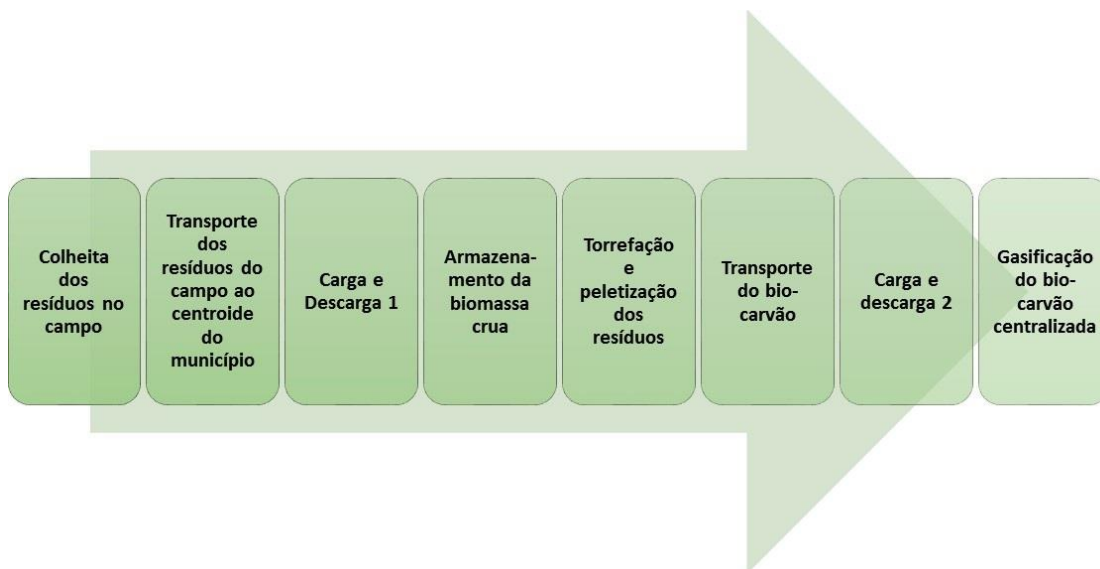 Colheita
dos
resíduos no
campo
Transporte
dos
resíduos do
campo ao
centroide
do
município
Carga e
Descarga 1
Armazena-
mento da
biomassa
crua
Torrefação
e
peletização
dos
resíduos
Transporte
do bio-
carvão
Carga e
descarga 2
Gasificação
do bio-
carvão
centralizada